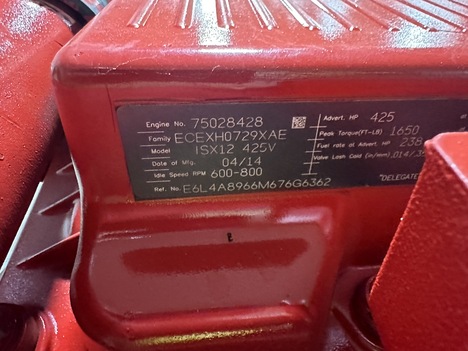 Engine No. 75028428
Family ECEXH0729XAE
Model ISX12 425V
Date of Mfg. 04/14
Idle Speed RPM 600-800
Ref. No. E6L4A8966M676G6362
Advert. HP 425
Peak Torque(FT-LB) 1650
Fuel rate at Advert. HP 238
Valve Lash Cold (in/mm) .014/.35
"DELEGATE